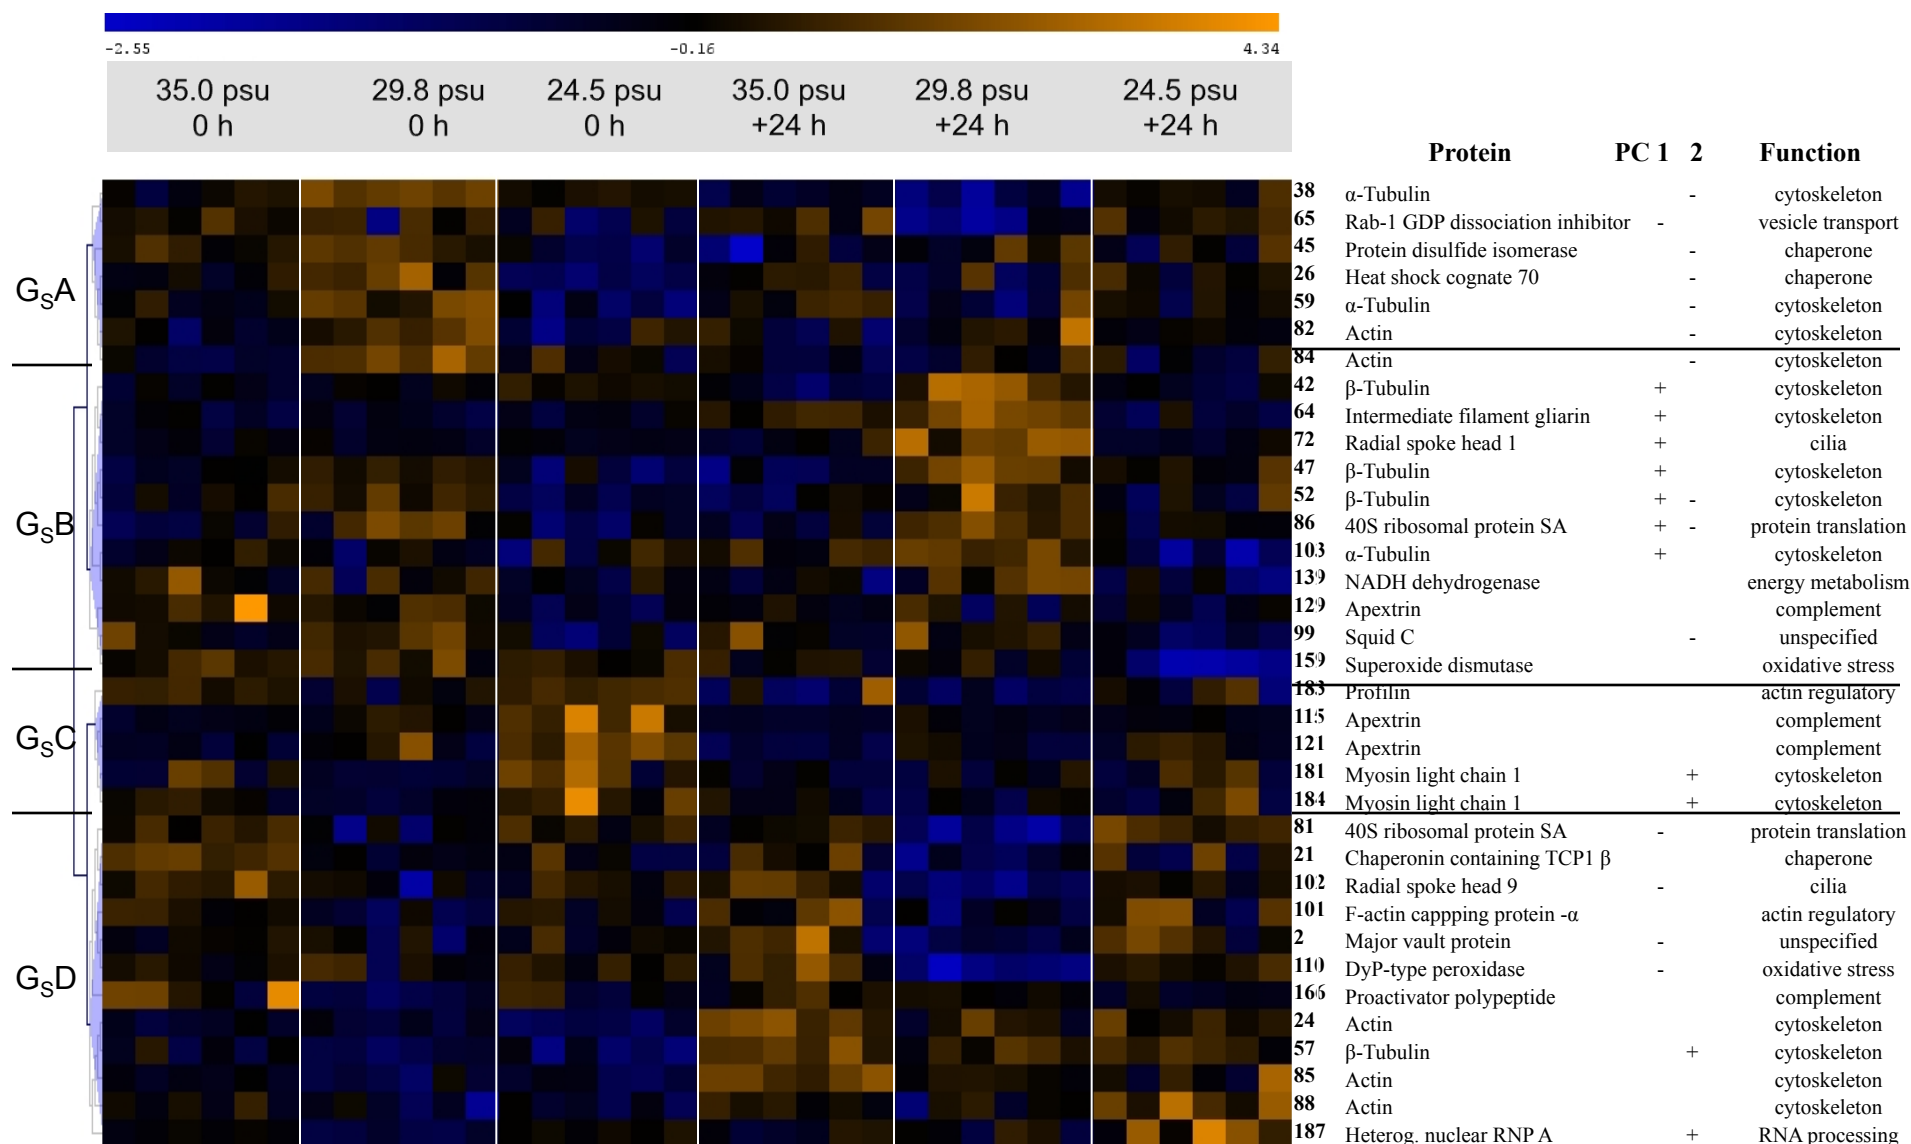 -2.55 -0.16 4.34
35.0 psu 29.8 psu 24.5 psu 35.0 psu 29.8 psu 24.5 psu
0 h 0 h 0 h +24 h +24 h +24 h
Protein PC 1 2 Function
38 α-Tubulin - cytoskeleton
65 Rab-1 GDP dissociation inhibitor - vesicle transport
45 Protein disulfide isomerase - chaperone
26 Heat shock cognate 70 - chaperone
GSA
59 α-Tubulin - cytoskeleton
82 Actin - cytoskeleton
84 Actin - cytoskeleton
42 β-Tubulin + cytoskeleton
64 Intermediate filament gliarin + cytoskeleton
72 Radial spoke head 1 + cilia
47 β-Tubulin + cytoskeleton
52 β-Tubulin + - cytoskeleton
GSB
86 40S ribosomal protein SA + - protein translation
103 α-Tubulin + cytoskeleton
139 NADH dehydrogenase energy metabolism
129 Apextrin complement
99 Squid C - unspecified
159 Superoxide dismutase oxidative stress
183 Profilin actin regulatory
115 Apextrin complement
GSC
121 Apextrin complement
181 Myosin light chain 1 + cytoskeleton
184 Myosin light chain 1 + cytoskeleton
81 40S ribosomal protein SA - protein translation
21 Chaperonin containing TCP1 β chaperone
102 Radial spoke head 9 - cilia
101 F-actin cappping protein -α actin regulatory
2 Major vault protein - unspecified
110 DyP-type peroxidase - oxidative stress
GSD
166 Proactivator polypeptide complement
24 Actin cytoskeleton
57 β-Tubulin + cytoskeleton
85 Actin cytoskeleton
88 Actin cytoskeleton
187 Heterog. nuclear RNP A + RNA processing